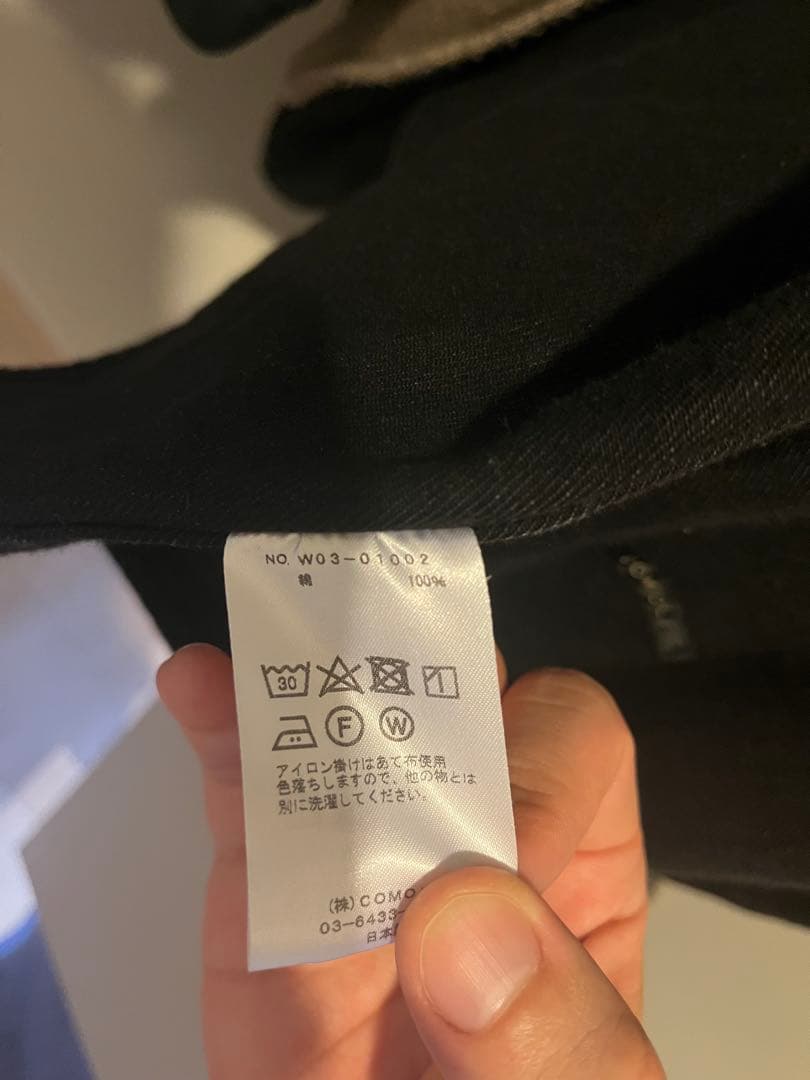 NO. W03-01002
綿 100%
30
F W
アイロン掛けはあて布使用
色落ちしますので、他の物とは
別に洗濯してください。
(株)COMO
03-6433-
日本